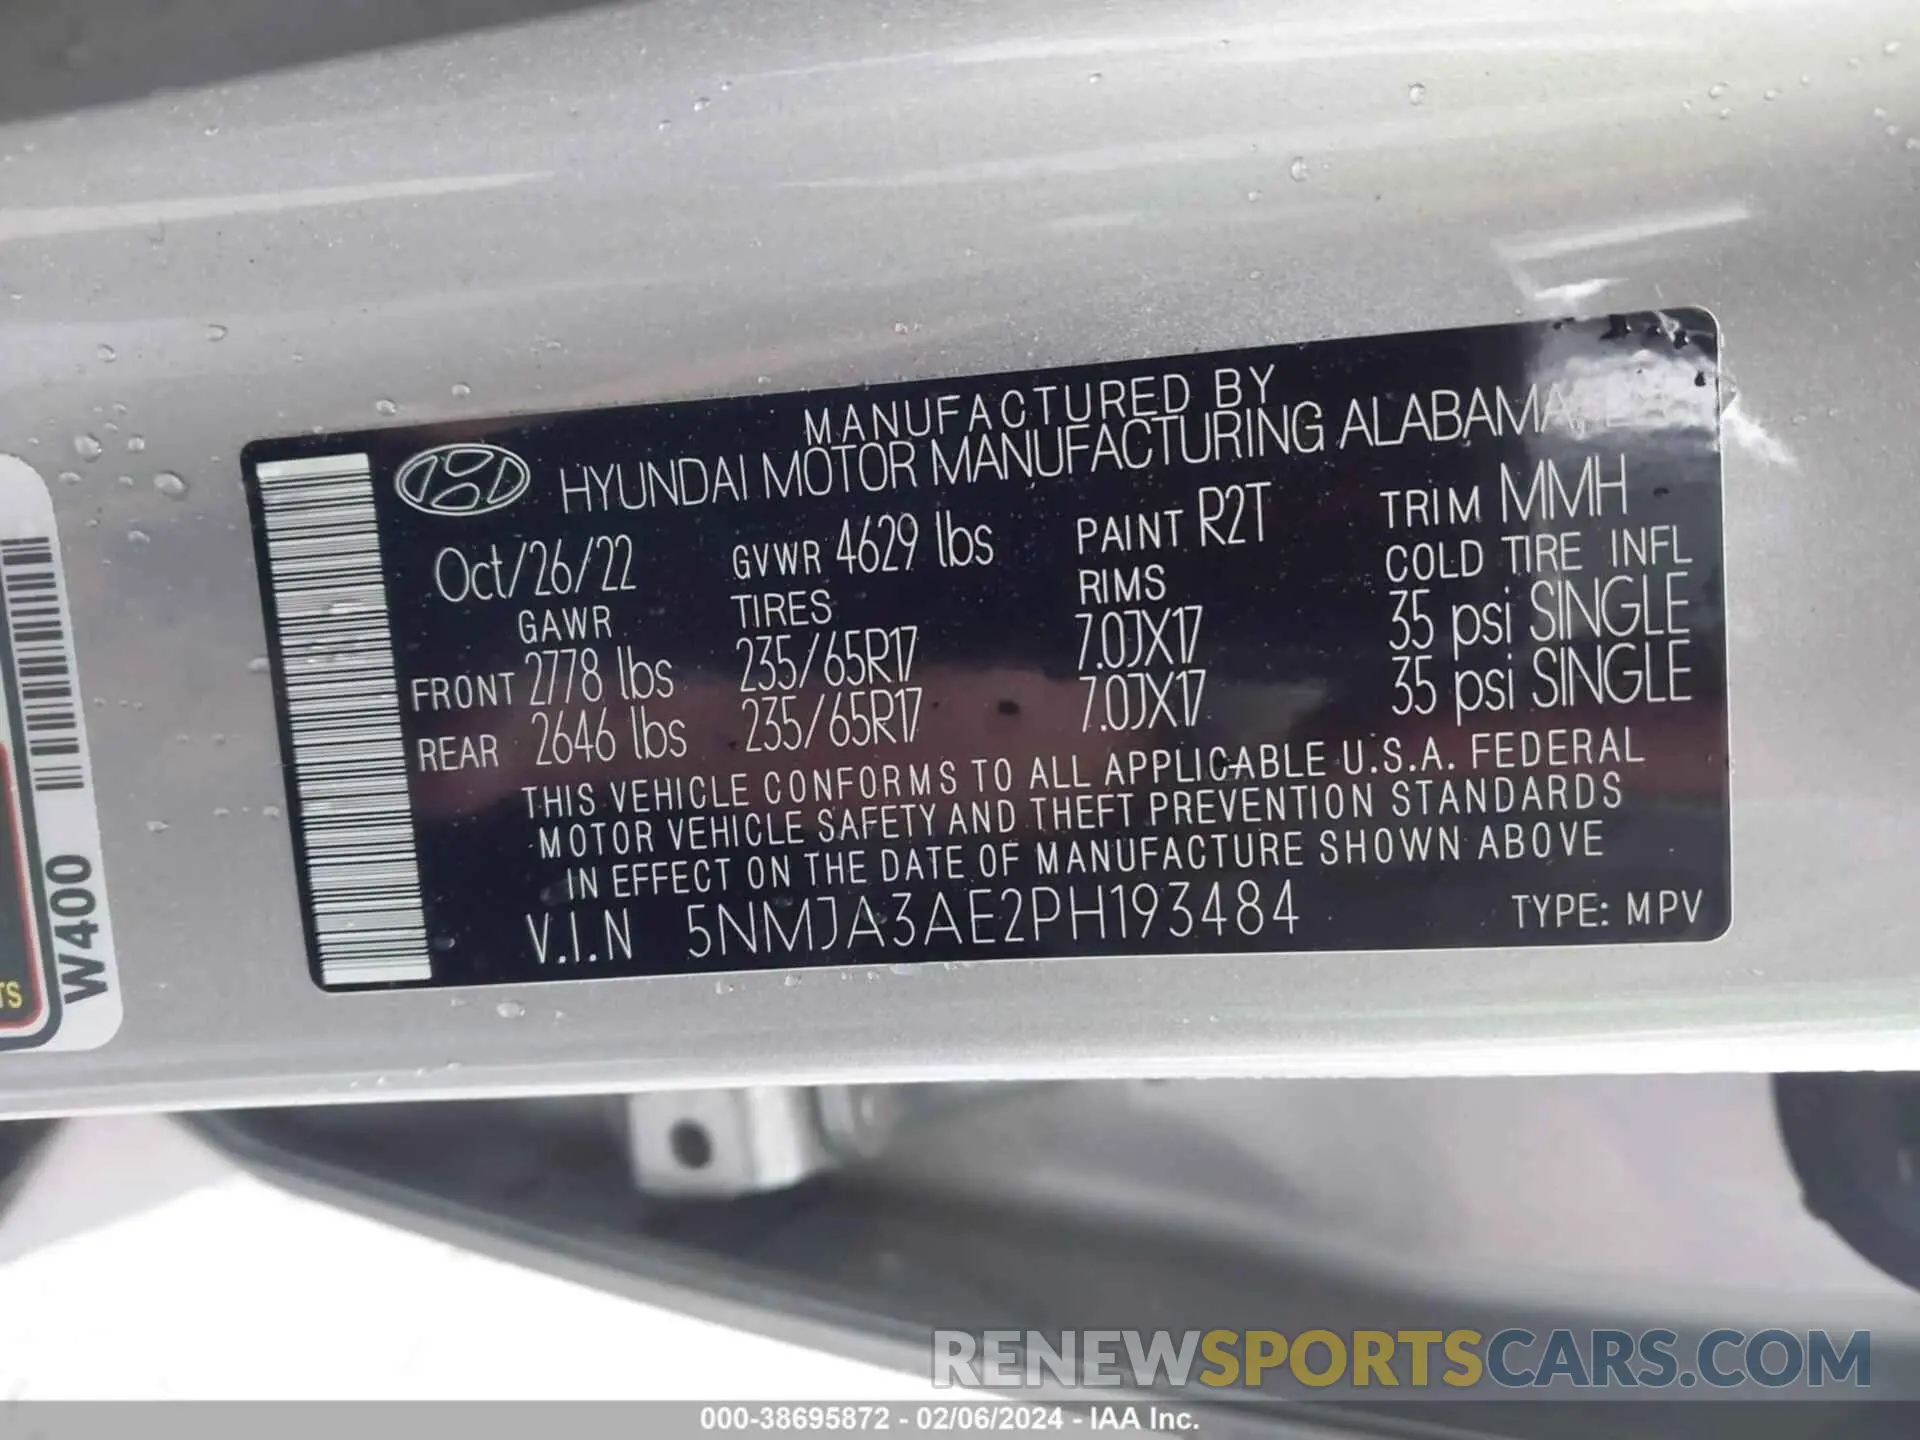 MANUFACTURED BY
HYUNDAI MOTOR MANUFACTURING ALABAMA,
Oct/26/22 GVWR 4629 lbs PAINT R2T TRIM MMH
GAWR TIRES RIMS COLD TIRE INFL
FRONT 2778 lbs 235/65R17 7.0JX17 35 psi SINGLE
REAR 2646 lbs 235/65R17 7.0JX17 35 psi SINGLE
THIS VEHICLE CONFORMS TO ALL APPLICABLE U.S.A. FEDERAL
MOTOR VEHICLE SAFETY AND THEFT PREVENTION STANDARDS
IN EFFECT ON THE DATE OF MANUFACTURE SHOWN ABOVE
V.I.N 5NMJA3AE2PH193484 TYPE: MPV
W400
TS
RENEWSPORTSCARS.COM
000-38695872 - 02/06/2024 - IAA Inc.